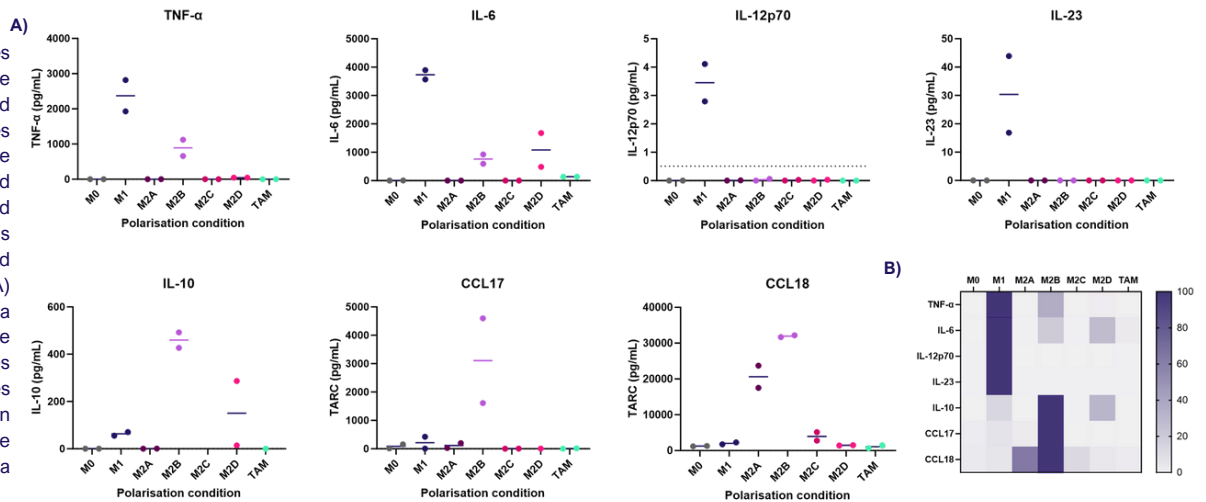 A)
es
e
d
es
e
d
d
s
d
A)
a
e
es
es
n
e
a
TNF-α
TNF-α (pg/mL)
4000
3000
2000
1000
0
M0 M1 M2A M2B M2C M2D TAM
Polarisation condition
IL-6
IL-6 (pg/mL)
5000
4000
3000
2000
1000
0
M0 M1 M2A M2B M2C M2D TAM
Polarisation condition
IL-12p70
IL-12p70 (pg/mL)
5
4
3
2
1
0
M0 M1 M2A M2B M2C M2D TAM
Polarisation condition
IL-23
IL-23 (pg/mL)
50
40
30
20
10
0
M0 M1 M2A M2B M2C M2D TAM
Polarisation condition
IL-10
IL-10 (pg/mL)
600
400
200
0
M0 M1 M2A M2B M2C M2D TAM
Polarisation condition
CCL17
TARC (pg/mL)
5000
4000
3000
2000
1000
0
M0 M1 M2A M2B M2C M2D TAM
Polarisation condition
CCL18
TARC (pg/mL)
40000
30000
20000
10000
0
M0 M1 M2A M2B M2C M2D TAM
Polarisation condition
B)
M0 M1 M2A M2B M2C M2D TAM
TNF-α
IL-6
IL-12p70
IL-23
IL-10
CCL17
CCL18
100
80
60
40
20
0